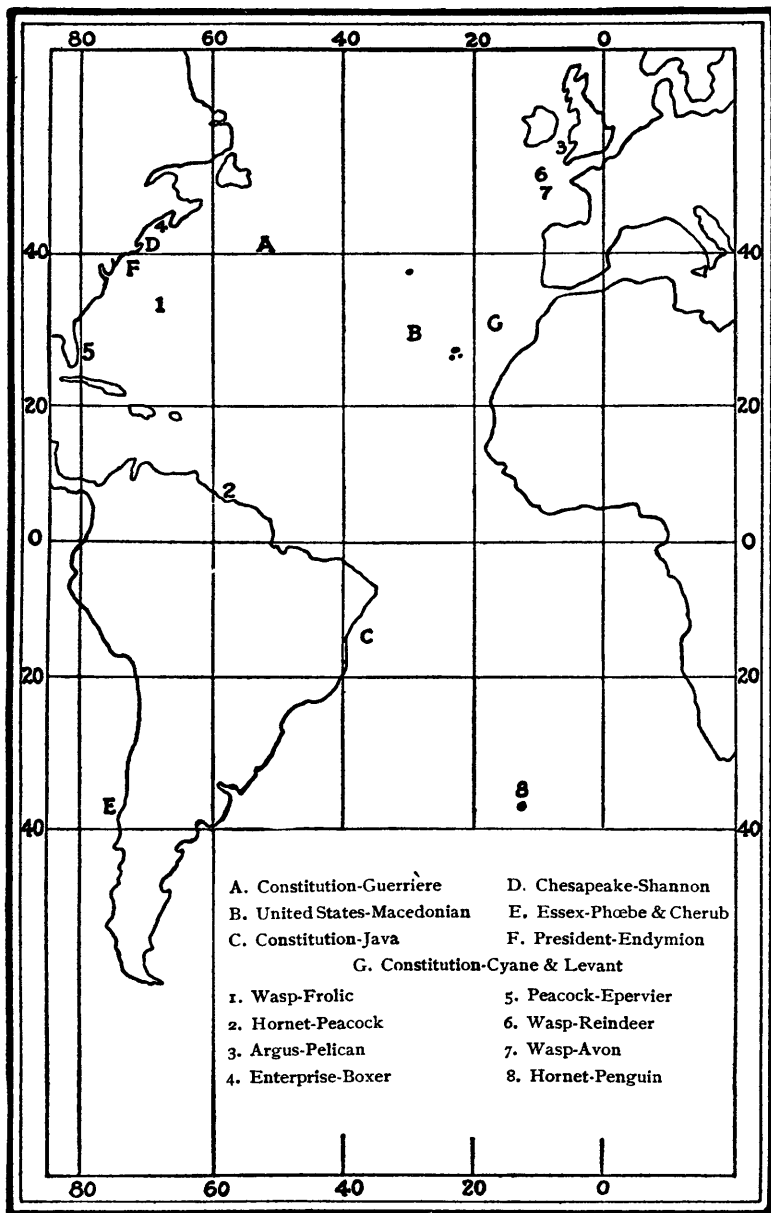 80 60 40 20 0
3
6
7
4
D A
40 40
F
1
G
B
5
20 20
2
0 0
C
20 20
8
E
40 40
A. Constitution-Guerrière D. Chesapeake-Shannon
B. United States-Macedonian E. Essex-Phœbe & Cherub
C. Constitution-Java F. President-Endymion
G. Constitution-Cyane & Levant
1. Wasp-Frolic 5. Peacock-Epervier
2. Hornet-Peacock 6. Wasp-Reindeer
3. Argus-Pelican 7. Wasp-Avon
4. Enterprise-Boxer 8. Hornet-Penguin
80 60 40 20 0